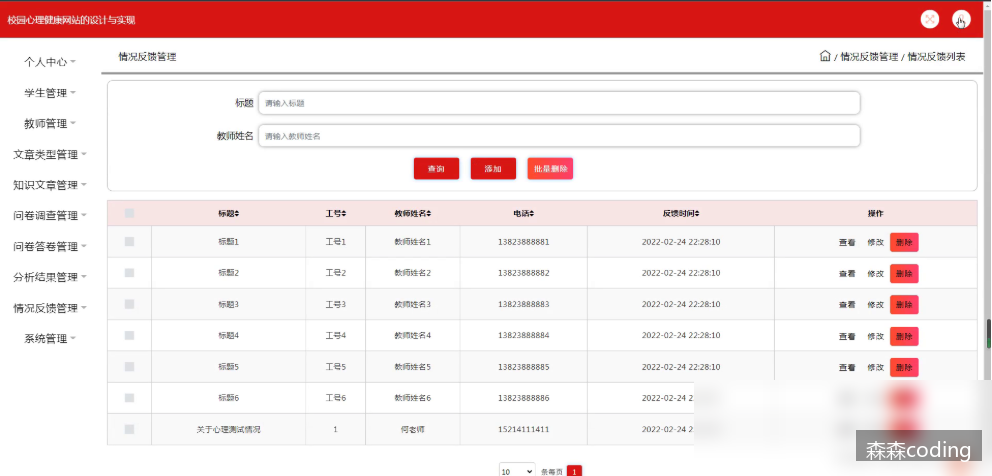 校园心理健康网站的设计与实现
个人中心
学生管理
教师管理
文章类型管理
知识文章管理
问卷调查管理
问卷答卷管理
分析结果管理
情况反馈管理
系统管理
情况反馈管理 / 情况反馈管理 / 情况反馈列表
标题 请输入标题
教师姓名 请输入教师姓名
查询 添加 批量删除
标题 工号 教师姓名 电话 反馈时间 操作
标题1 工号1 教师姓名1 13823888881 2022-02-24 22:28:10 查看 修改 删除
标题2 工号2 教师姓名2 13823888882 2022-02-24 22:28:10 查看 修改 删除
标题3 工号3 教师姓名3 13823888883 2022-02-24 22:28:10 查看 修改 删除
标题4 工号4 教师姓名4 13823888884 2022-02-24 22:28:10 查看 修改 删除
标题5 工号5 教师姓名5 13823888885 2022-02-24 22:28:10 查看 修改 删除
标题6 工号6 教师姓名6 13823888886 2022-02-24 2
关于心理测试情况 1 何老师 15214111411 2022-02-24 2
10 条每页 1
森森coding